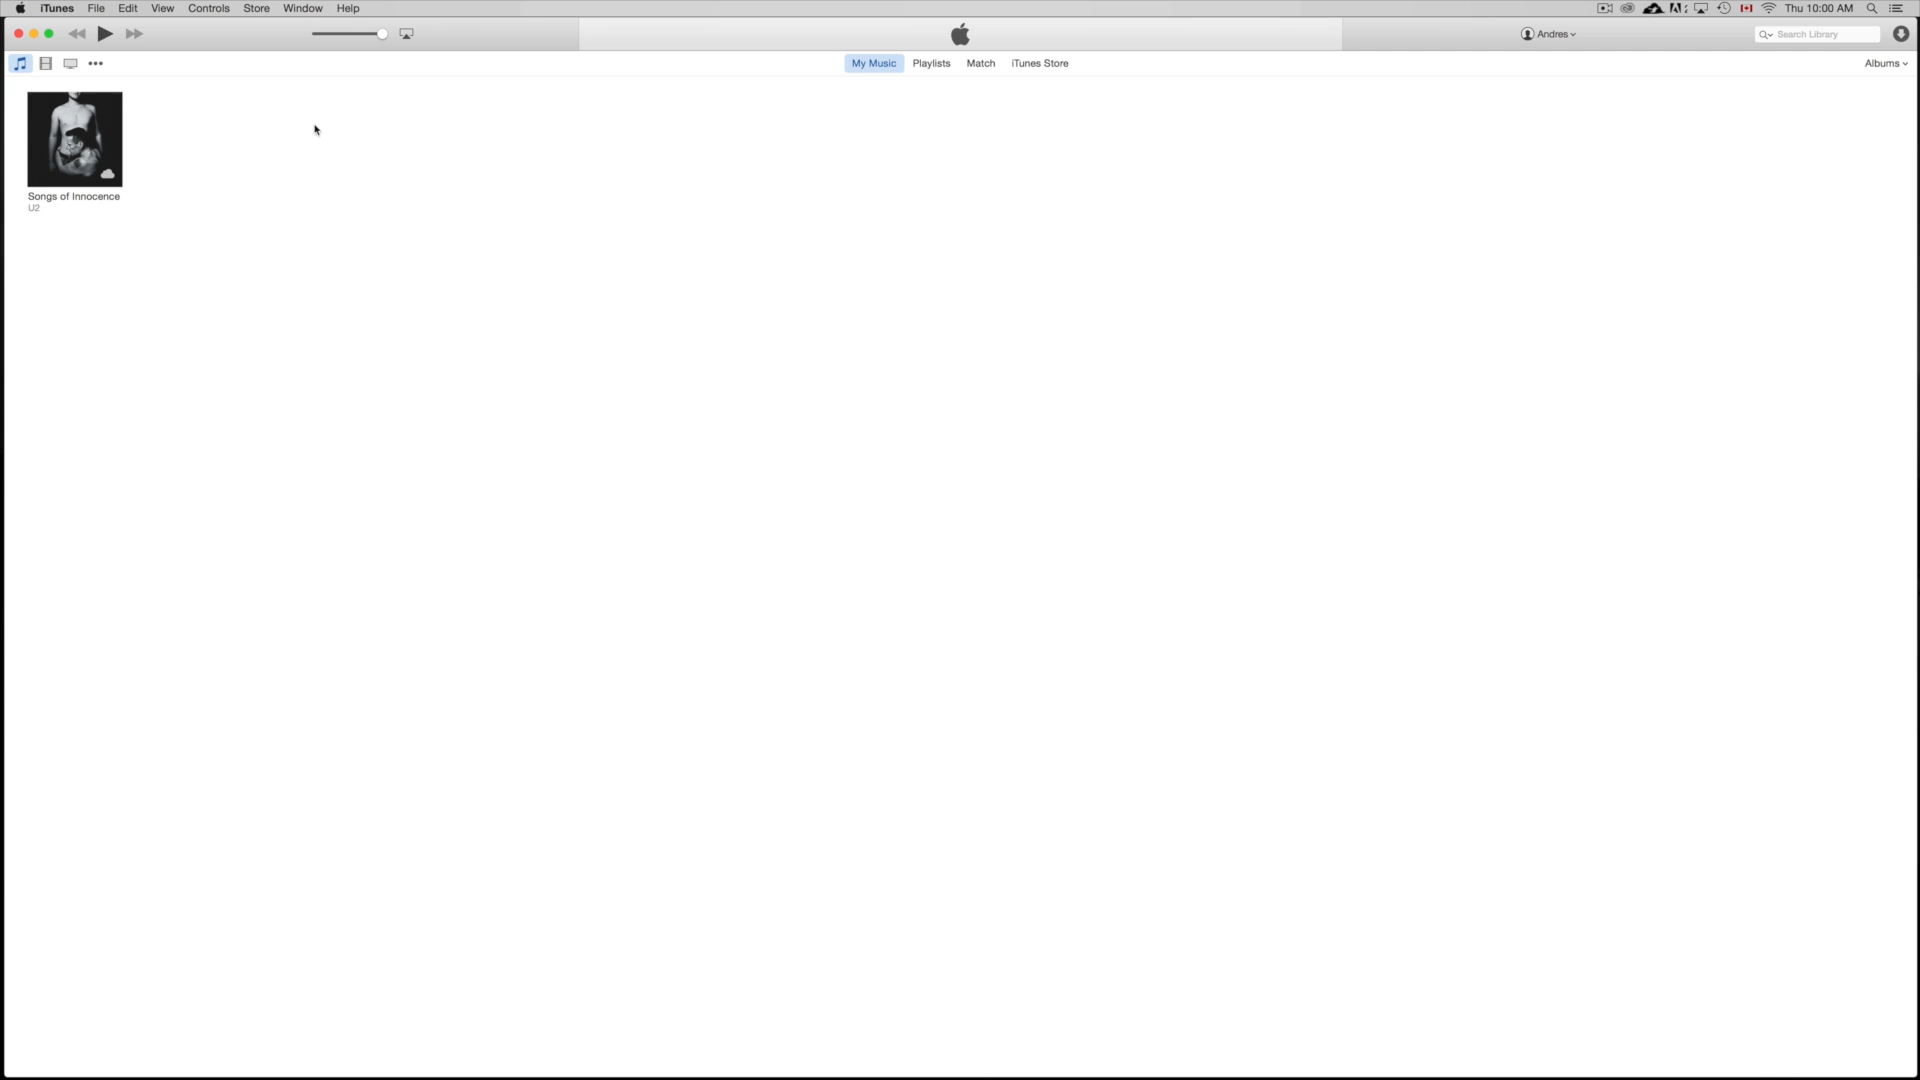 iTunes File Edit View Controls Store Window Help Thu 10:00 AM
Andres Search Library
My Music Playlists Match iTunes Store Albums
Songs of Innocence
U2